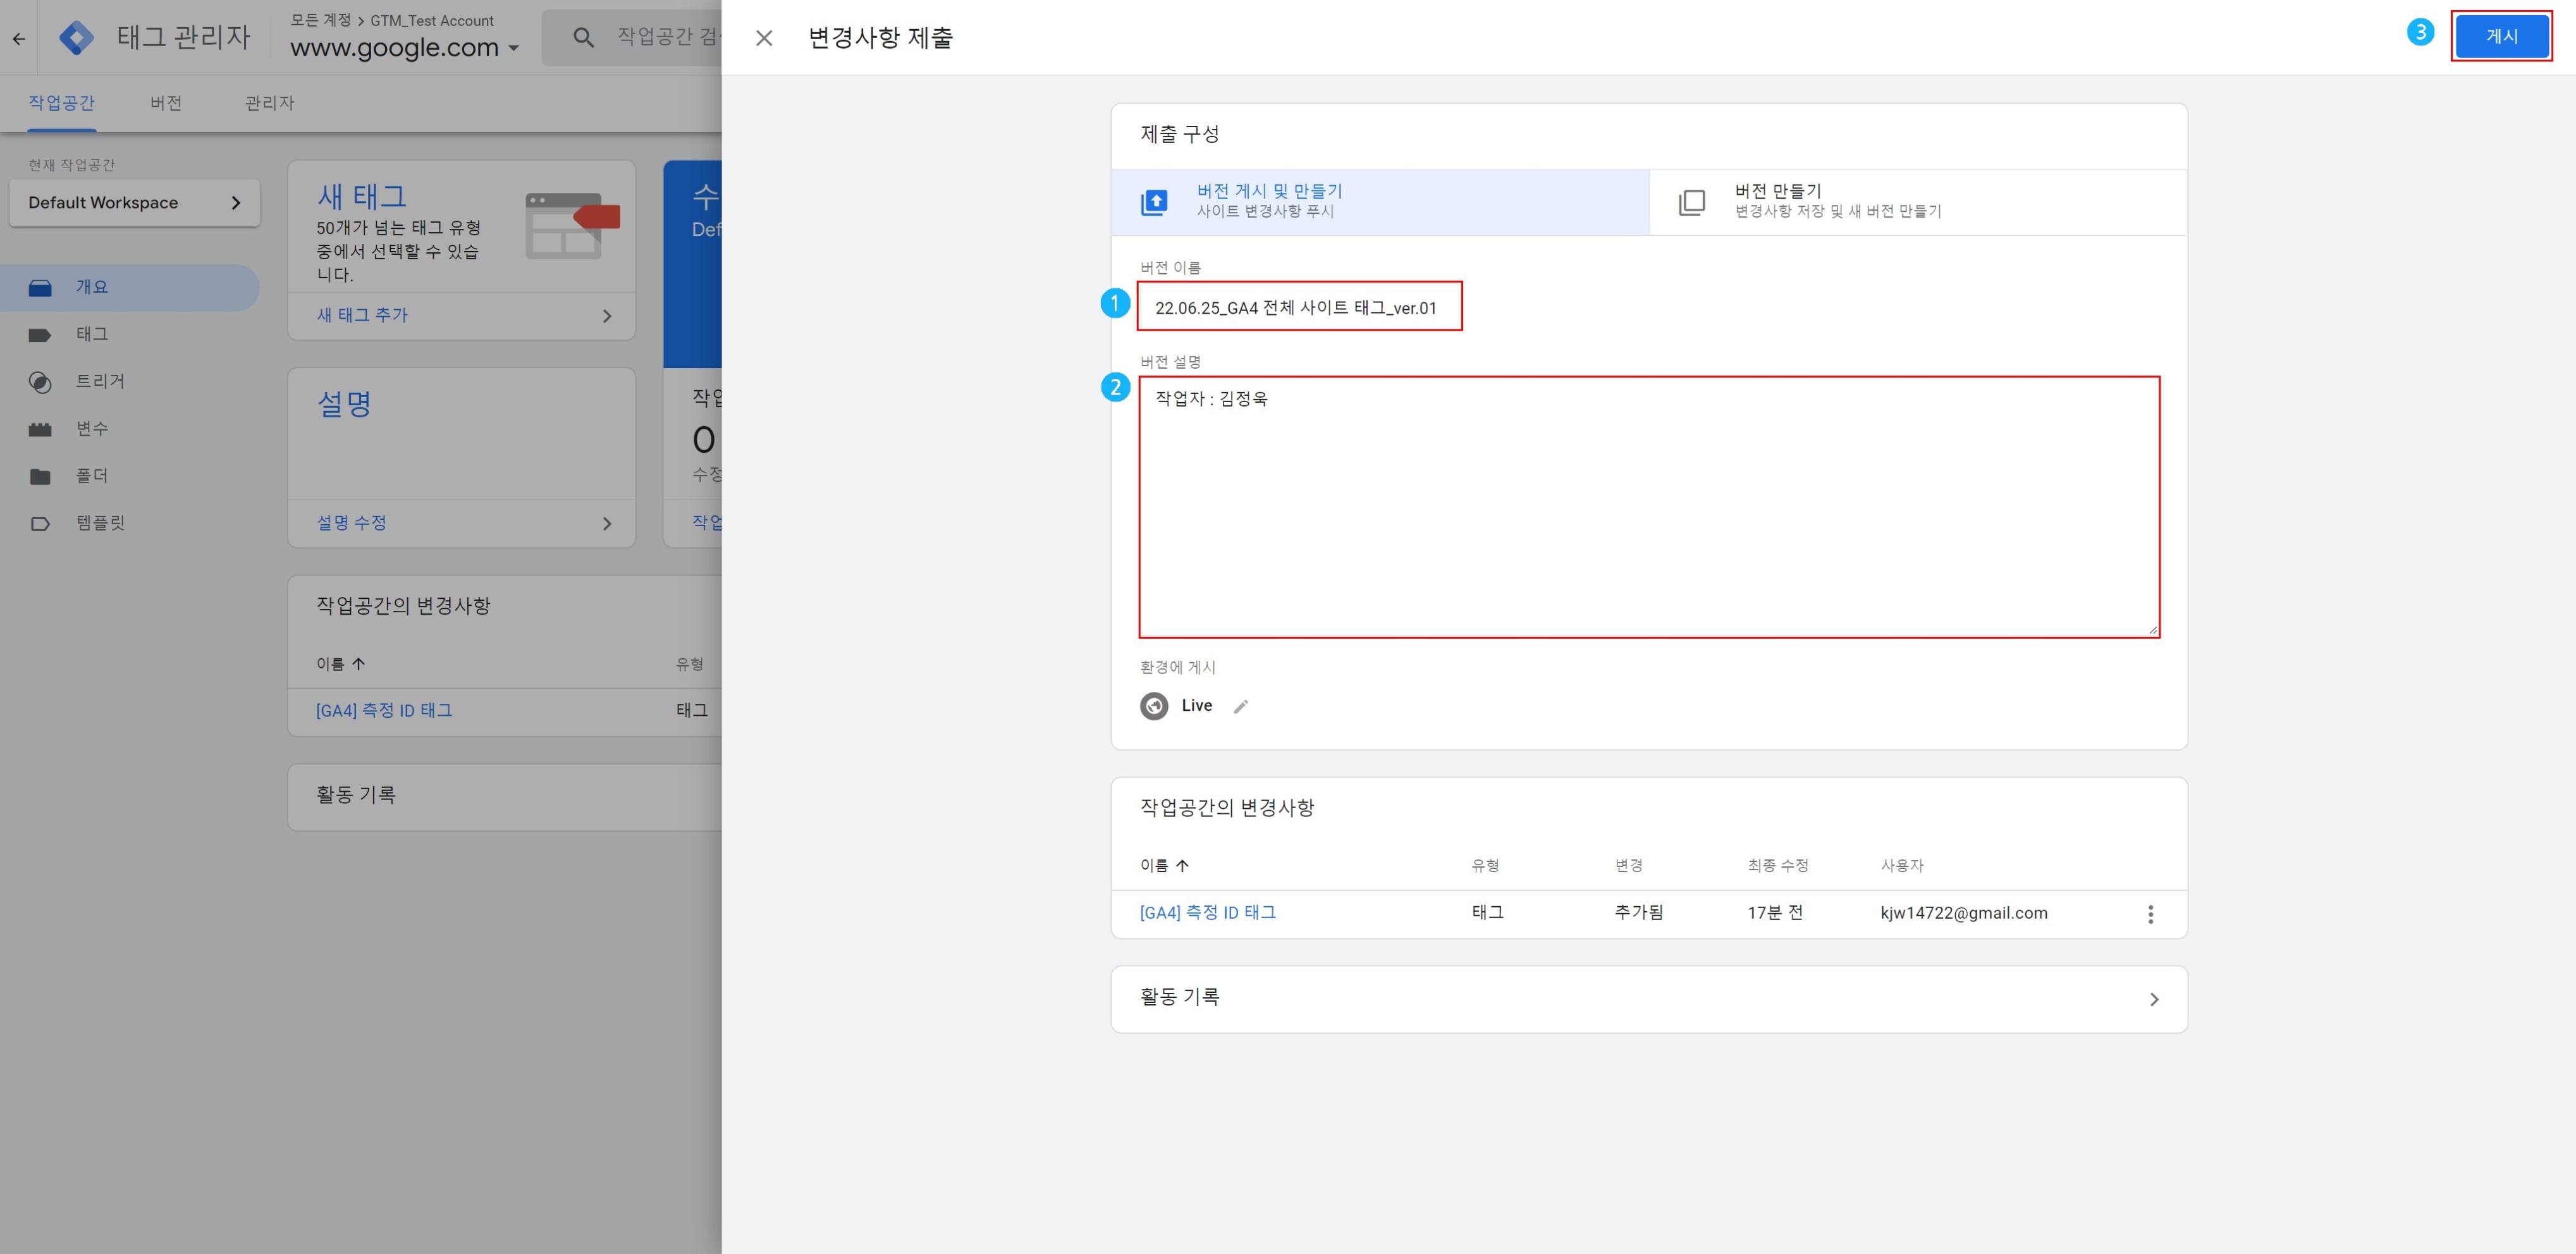 태그 관리자
모든 계정 > GTM_Test Account
www.google.com
작업공간 검
작업공간
버전
관리자
현재 작업공간
Default Workspace
개요
태그
트리거
변수
폴더
템플릿
새 태그
50개가 넘는 태그 유형
중에서 선택할 수 있습
니다.
새 태그 추가
설명
설명 수정
수
Def
작업
0
수정
작업
작업공간의 변경사항
이름 유형
[GA4] 측정 ID 태그 태그
활동 기록
변경사항 제출
3
게시
제출 구성
버전 게시 및 만들기
사이트 변경사항 푸시
버전 만들기
변경사항 저장 및 새 버전 만들기
버전 이름
1
22.06.25_GA4 전체 사이트 태그_ver.01
버전 설명
2
작업자 : 김정욱
환경에 게시
Live
작업공간의 변경사항
이름 유형 변경 최종 수정 사용자
[GA4] 측정 ID 태그 태그 추가됨 17분 전 kjw14722@gmail.com
활동 기록